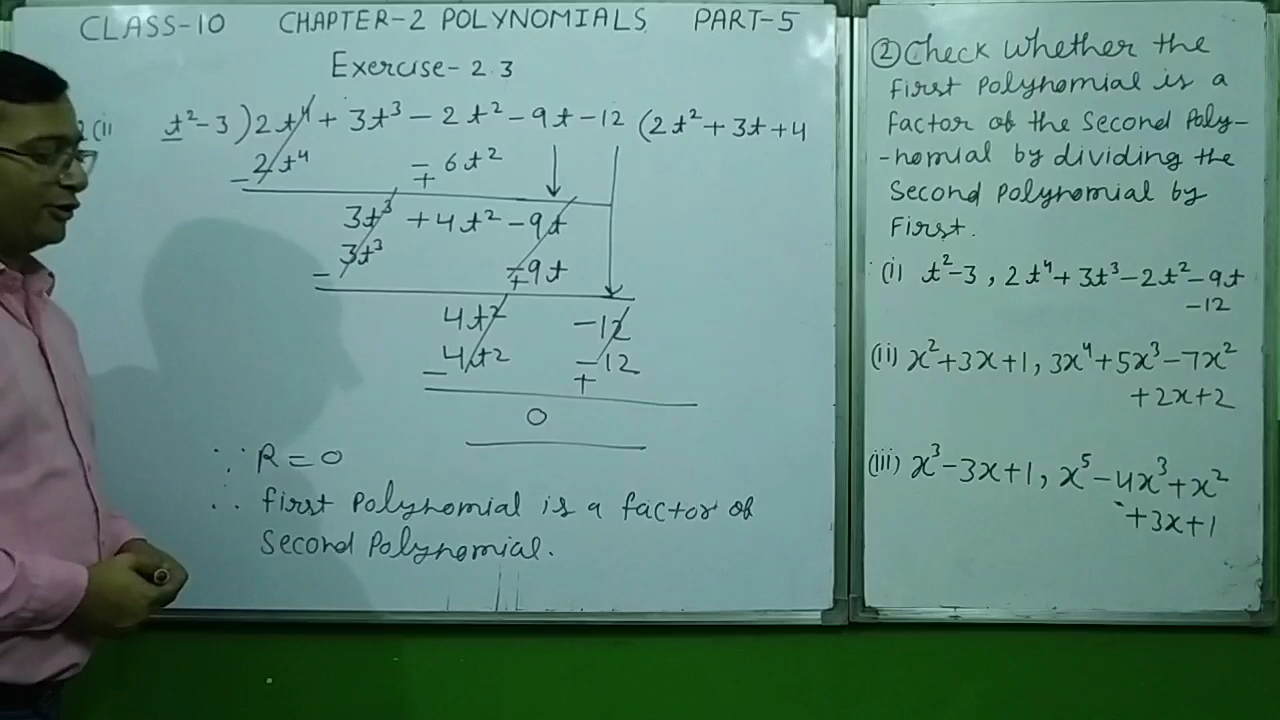 CLASS-10 CHAPTER-2 POLYNOMIALS PART-5
Exercise-2.3
2(i) t²-3)2t⁴+3t³-2t²-9t-12(2t²+3t+4
-2t⁴ ∓6t²
3t³+4t²-9t
-3t³ ∓9t
4t² -12
-4t2 -12
+
0
∵ R=0
∴ first Polynomial is a factor of
Second Polynomial.
② Check Whether the
First Polynomial is a
Factor of the Second Poly-
-nomial by dividing the
Second Polynomial by
First.
(i) t²-3, 2t⁴+3t³-2t²-9t
-12
(ii) x²+3x+1, 3x⁴+5x³-7x²
+2x+2
(iii) x³-3x+1, x⁵-4x³+x²
+3x+1